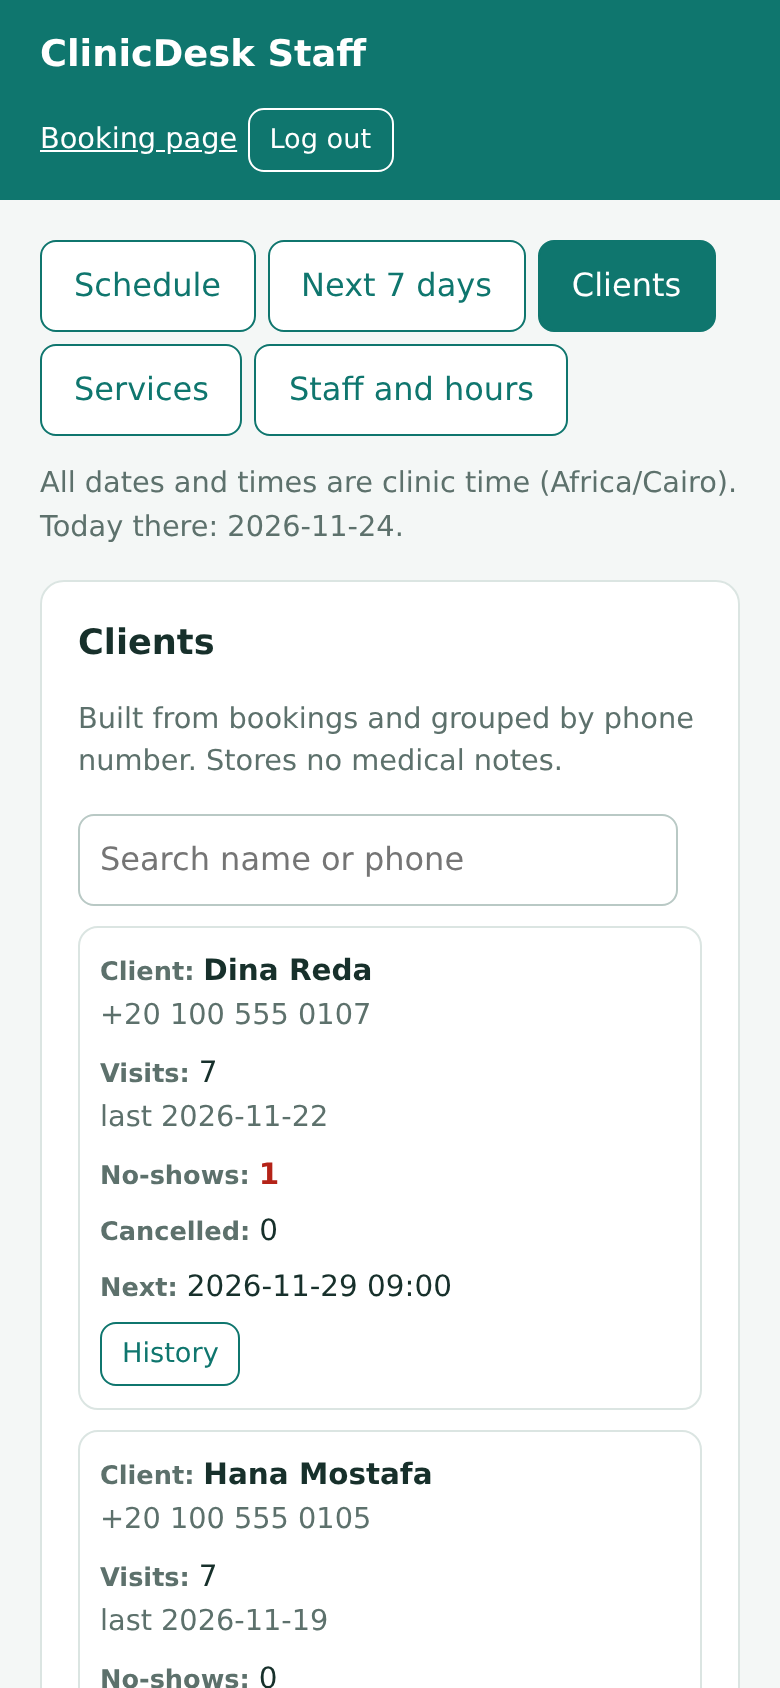 ClinicDesk Staff
Booking page Log out
Schedule Next 7 days Clients
Services Staff and hours
All dates and times are clinic time (Africa/Cairo).
Today there: 2026-11-24.
Clients
Built from bookings and grouped by phone
number. Stores no medical notes.
Search name or phone
Client: Dina Reda
+20 100 555 0107
Visits: 7
last 2026-11-22
No-shows: 1
Cancelled: 0
Next: 2026-11-29 09:00
History
Client: Hana Mostafa
+20 100 555 0105
Visits: 7
last 2026-11-19
No-shows: 0